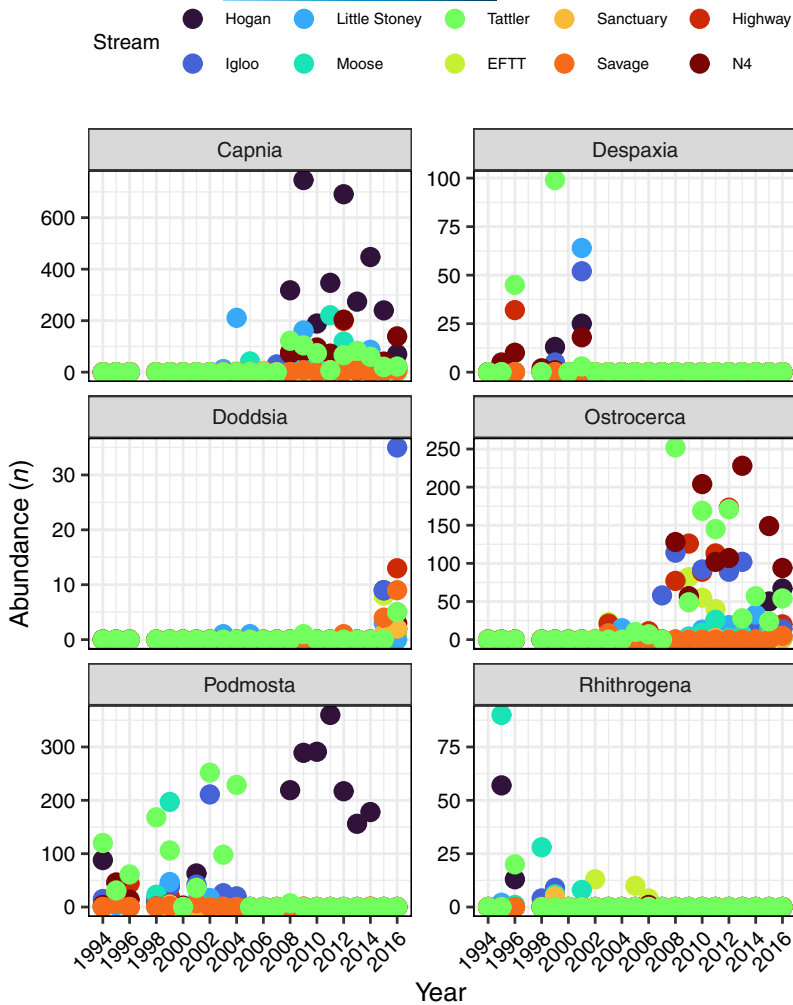 Hogan Little Stoney Tattler Sanctuary Highway
Stream
Igloo Moose EFTT Savage N4
Capnia Despaxia
600
400
200
0
100
75
50
25
0
Doddsia Ostrocerca
30
20
10
0
250
200
150
100
50
0
Abundance (n)
Podmosta Rhithrogena
300
200
100
0
75
50
25
0
1994 1996 1998 2000 2002 2004 2006 2008 2010 2012 2014 2016
1994 1996 1998 2000 2002 2004 2006 2008 2010 2012 2014 2016
Year